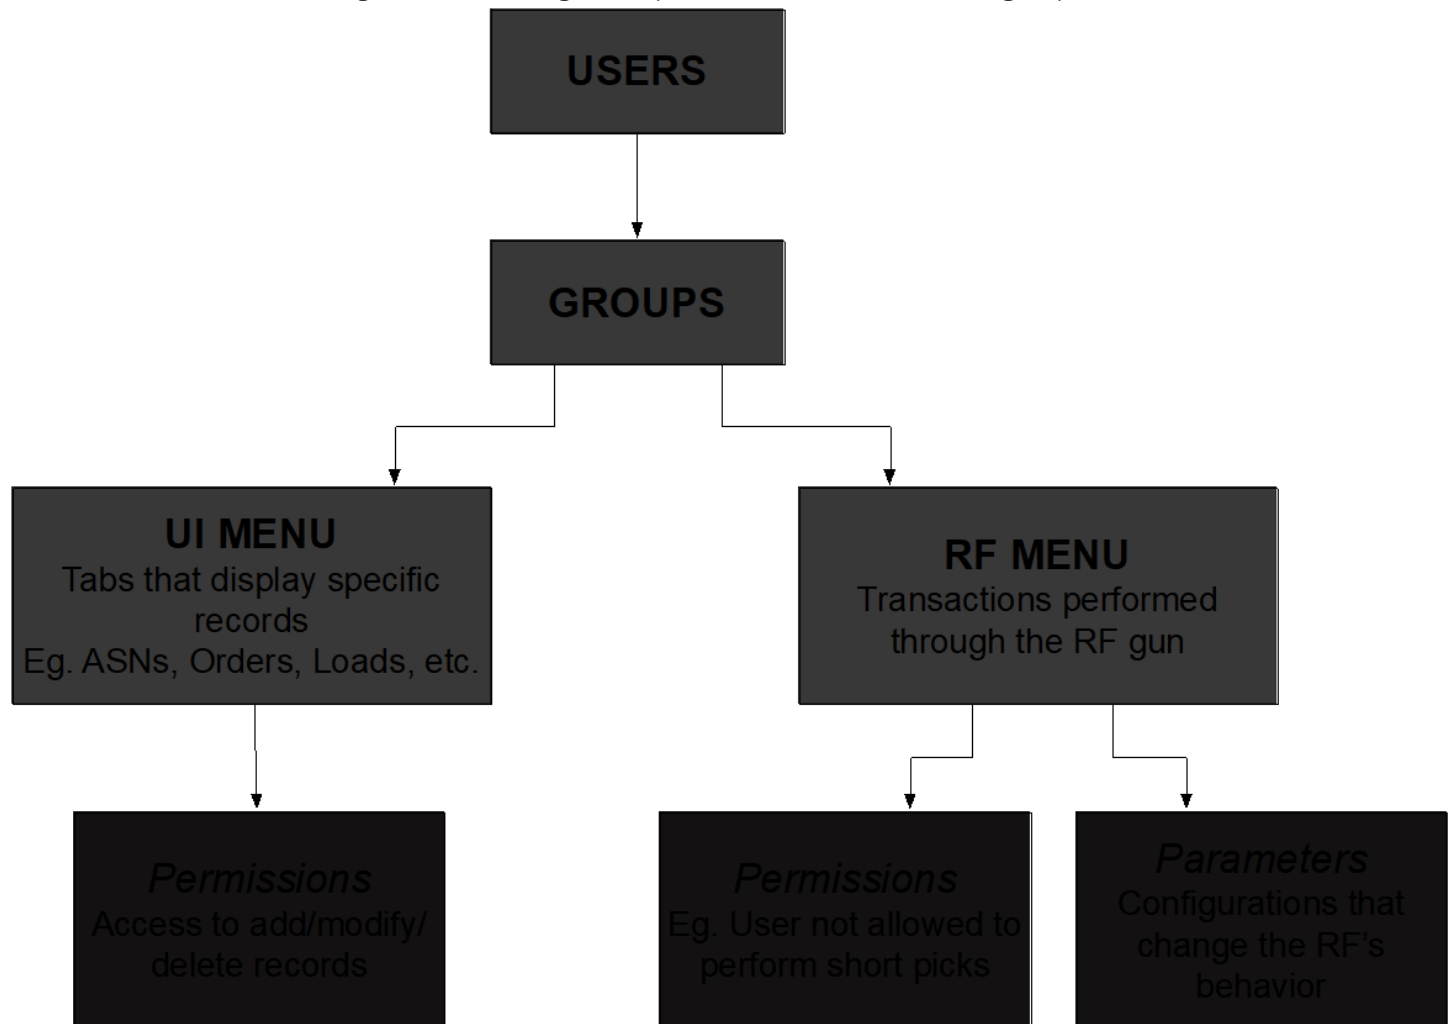 USERS
GROUPS
UI MENU
Tabs that display specific
records
Eg. ASNs, Orders, Loads, etc.
RF MENU
Transactions performed
through the RF gun
Permissions
Access to add/modify/
delete records
Permissions
Eg. User not allowed to
perform short picks
Parameters
Configurations that
change the RF's
behavior